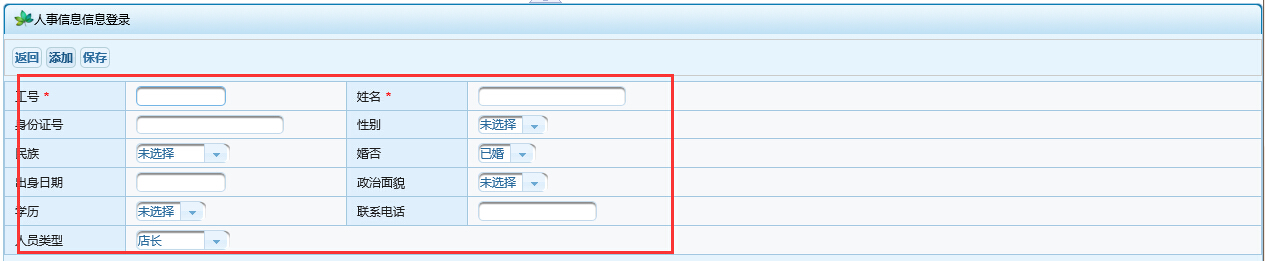 人事信息信息登录
返回 添加 保存
工号 * 姓名 *
身份证号 性别 未选择
民族 未选择 婚否 已婚
出身日期 政治面貌 未选择
学历 未选择 联系电话
人员类型 店长